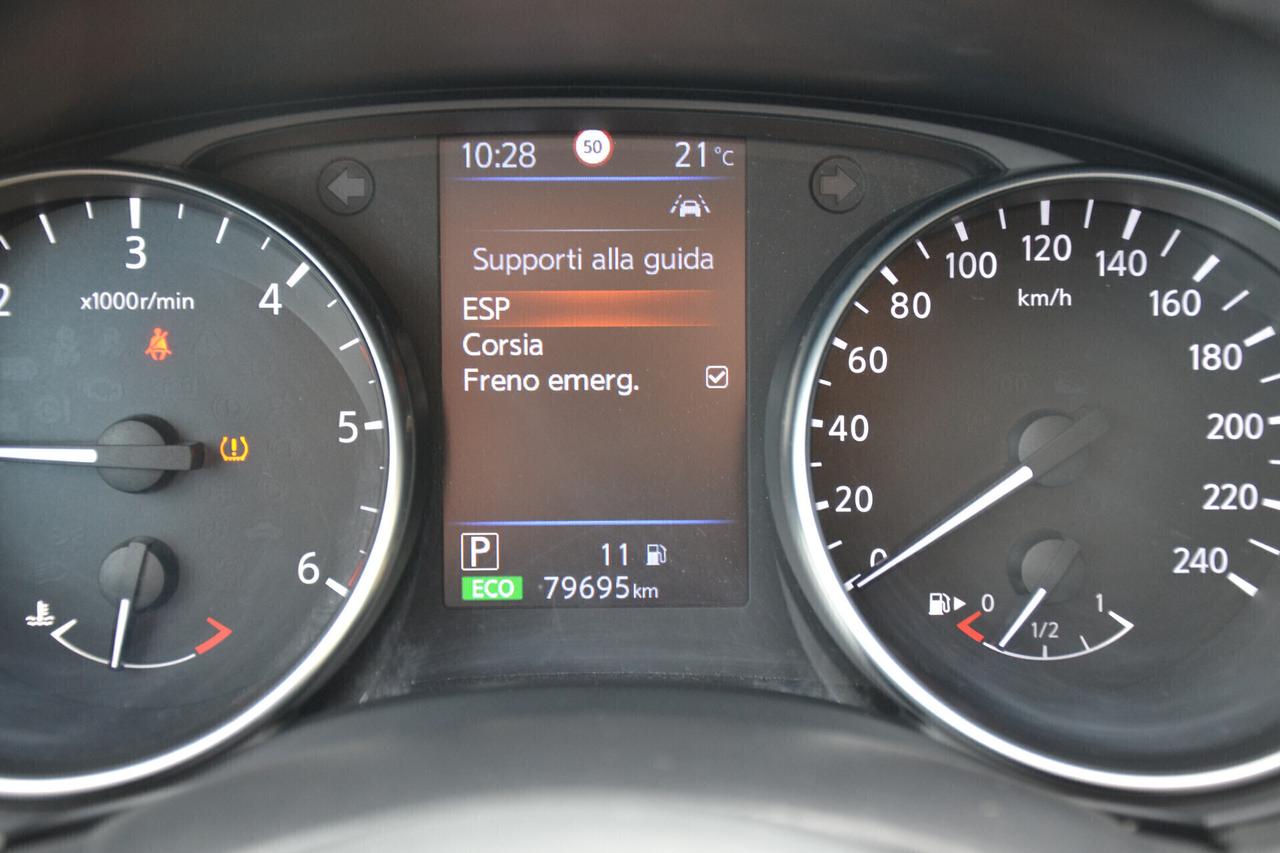 10:28 50 21 °C
Supporti alla guida
ESP
Corsia
Freno emerg.
P 11
ECO 79695 km
2 3 4 5 6
x1000r/min
0 20 40 60 80 100 120 140 160 180 200 220 240
km/h
0 1/2 1